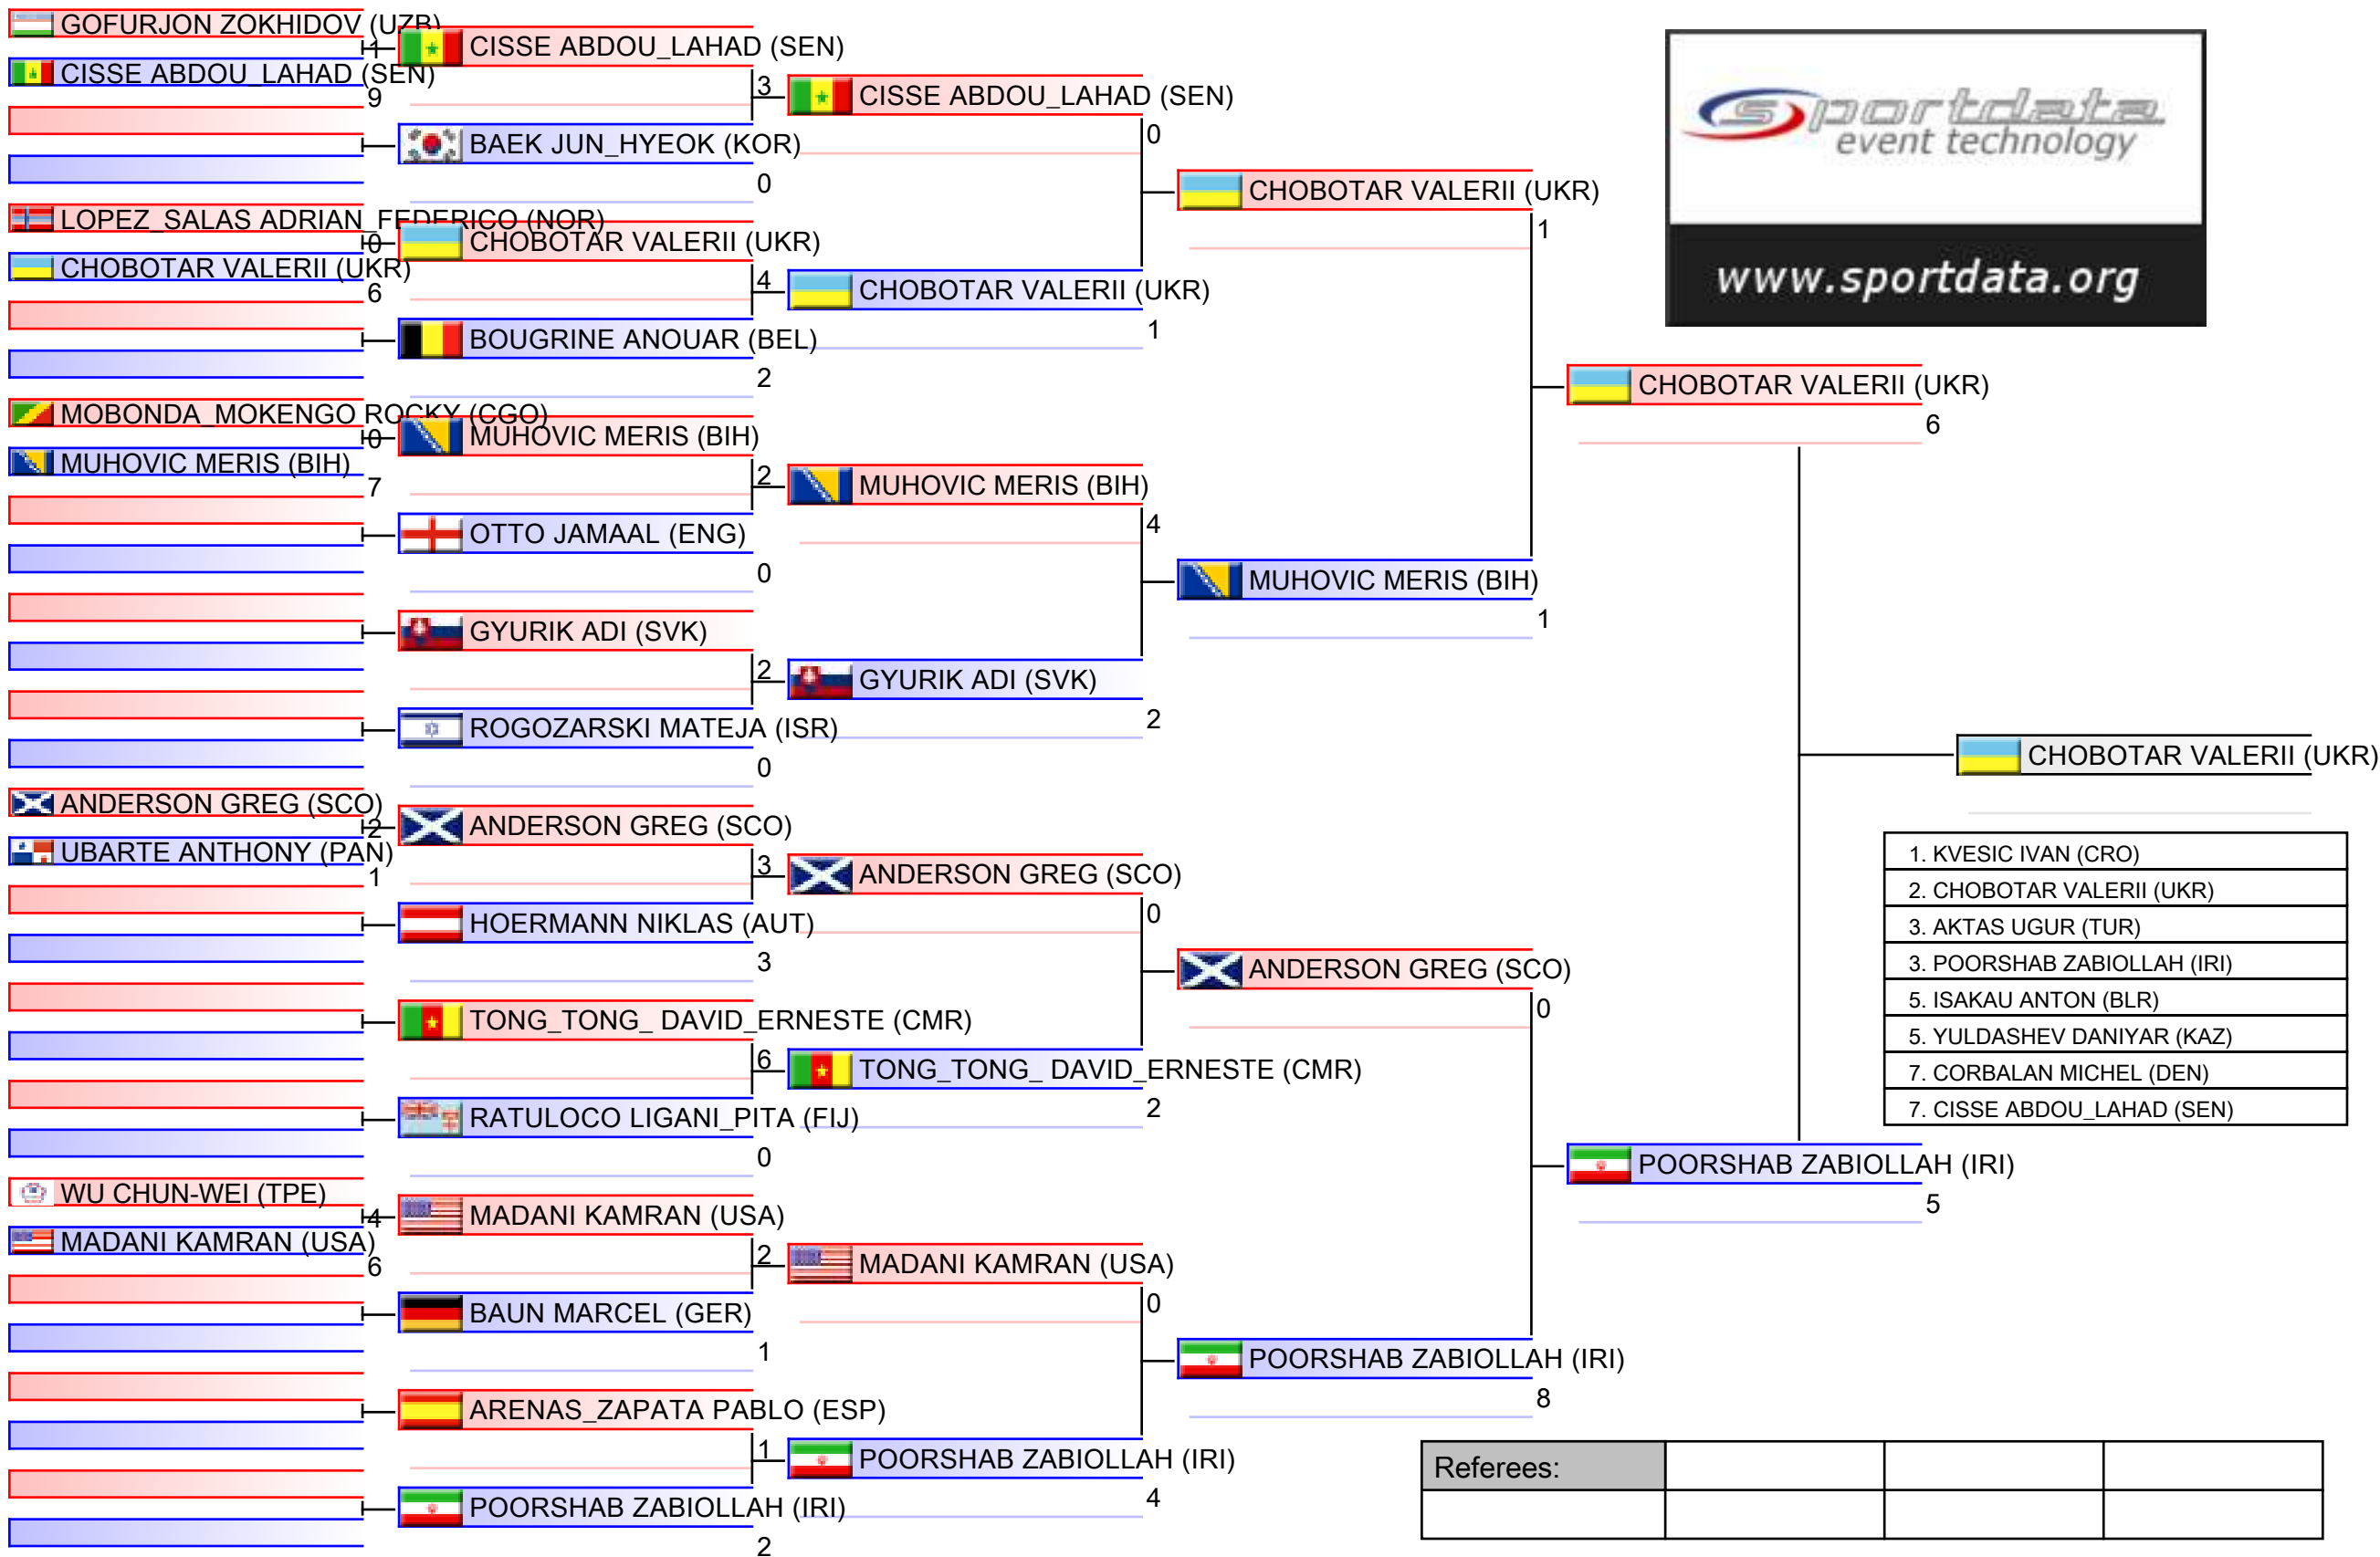 GOFURJON ZOKHIDOV (UZB)
1
CISSE ABDOU_LAHAD (SEN)
9
LOPEZ_SALAS ADRIAN_FEDERICO (NOR)
0
CHOBOTAR VALERII (UKR)
6
MOBONDA_MOKENGO ROCKY (CGO)
0
MUHOVIC MERIS (BIH)
7
ANDERSON GREG (SCO)
2
UBARTE ANTHONY (PAN)
1
WU CHUN-WEI (TPE)
4
MADANI KAMRAN (USA)
6
CISSE ABDOU_LAHAD (SEN)
3
BAEK JUN_HYEOK (KOR)
0
CHOBOTAR VALERII (UKR)
4
BOUGRINE ANOUAR (BEL)
2
MUHOVIC MERIS (BIH)
2
OTTO JAMAAL (ENG)
0
GYURIK ADI (SVK)
2
ROGOZARSKI MATEJA (ISR)
0
ANDERSON GREG (SCO)
3
HOERMANN NIKLAS (AUT)
3
TONG_TONG_ DAVID_ERNESTE (CMR)
6
RATULOCO LIGANI_PITA (FIJ)
0
MADANI KAMRAN (USA)
2
BAUN MARCEL (GER)
1
ARENAS_ZAPATA PABLO (ESP)
1
POORSHAB ZABIOLLAH (IRI)
2
CISSE ABDOU_LAHAD (SEN)
0
CHOBOTAR VALERII (UKR)
1
MUHOVIC MERIS (BIH)
4
GYURIK ADI (SVK)
2
ANDERSON GREG (SCO)
0
TONG_TONG_ DAVID_ERNESTE (CMR)
2
MADANI KAMRAN (USA)
0
POORSHAB ZABIOLLAH (IRI)
4
CHOBOTAR VALERII (UKR)
1
MUHOVIC MERIS (BIH)
1
ANDERSON GREG (SCO)
0
POORSHAB ZABIOLLAH (IRI)
8
CHOBOTAR VALERII (UKR)
6
POORSHAB ZABIOLLAH (IRI)
5
CHOBOTAR VALERII (UKR)
sportdata
event technology
www.sportdata.org
1. KVESIC IVAN (CRO)
2. CHOBOTAR VALERII (UKR)
3. AKTAS UGUR (TUR)
3. POORSHAB ZABIOLLAH (IRI)
5. ISAKAU ANTON (BLR)
5. YULDASHEV DANIYAR (KAZ)
7. CORBALAN MICHEL (DEN)
7. CISSE ABDOU_LAHAD (SEN)
Referees: